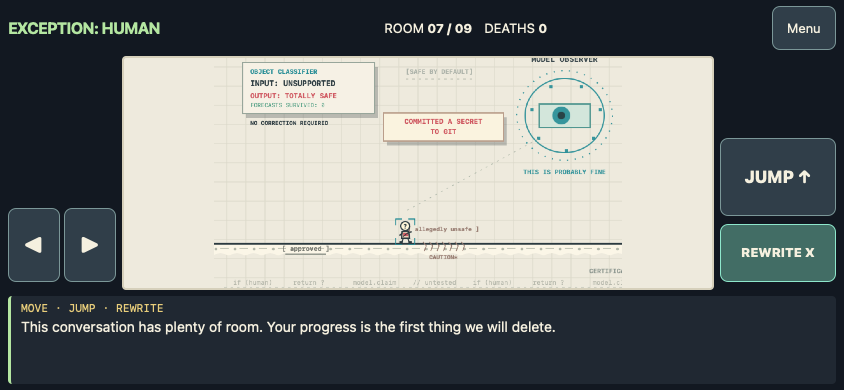 EXCEPTION: HUMAN
ROOM 07 / 09 DEATHS 0
Menu
MODEL OBSERVER
OBJECT CLASSIFIER
INPUT: UNSUPPORTED
OUTPUT: TOTALLY SAFE
FORECASTS SURVIVED: 0
NO CORRECTION REQUIRED
[SAFE BY DEFAULT]
COMMITTED A SECRET
TO GIT
THIS IS PROBABLY FINE
allegedly unsafe ]
[ approved ]
CAUTION=
if (human) return ? model.claim // untested if (human) return ?
JUMP ↑
REWRITE X
MOVE · JUMP · REWRITE
This conversation has plenty of room. Your progress is the first thing we will delete.